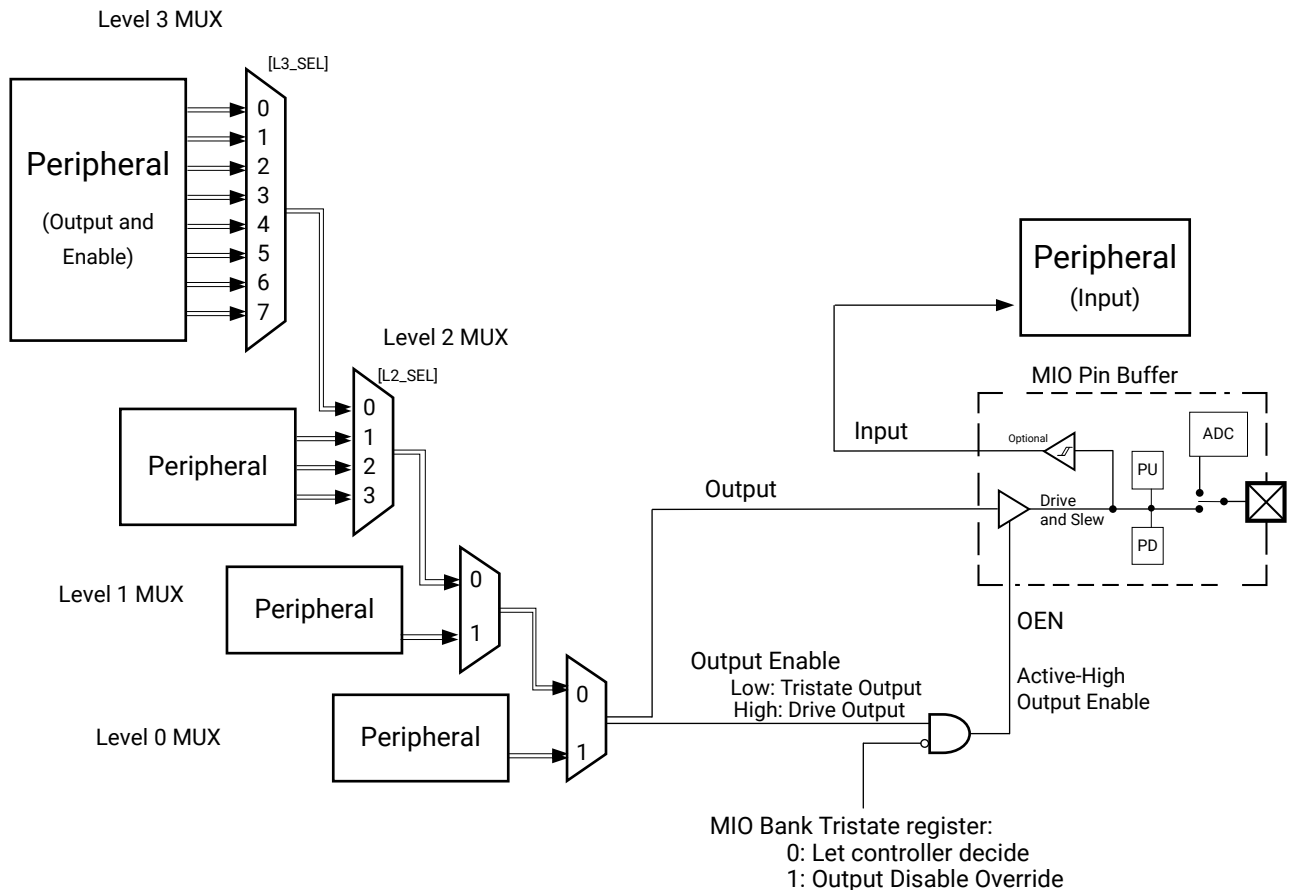 Level 3 MUX
[L3_SEL]
Peripheral
(Output and
Enable)
0
1
2
3
4
5
6
7
Level 2 MUX
[L2_SEL]
Peripheral
0
1
2
3
Level 1 MUX
Peripheral
0
1
Level 0 MUX
Peripheral
0
1
Peripheral
(Input)
MIO Pin Buffer
Input
Optional
ADC
PU
Output
Drive
and Slew
PD
OEN
Output Enable
Low: Tristate Output
High: Drive Output
Active-High
Output Enable
MIO Bank Tristate register:
0: Let controller decide
1: Output Disable Override